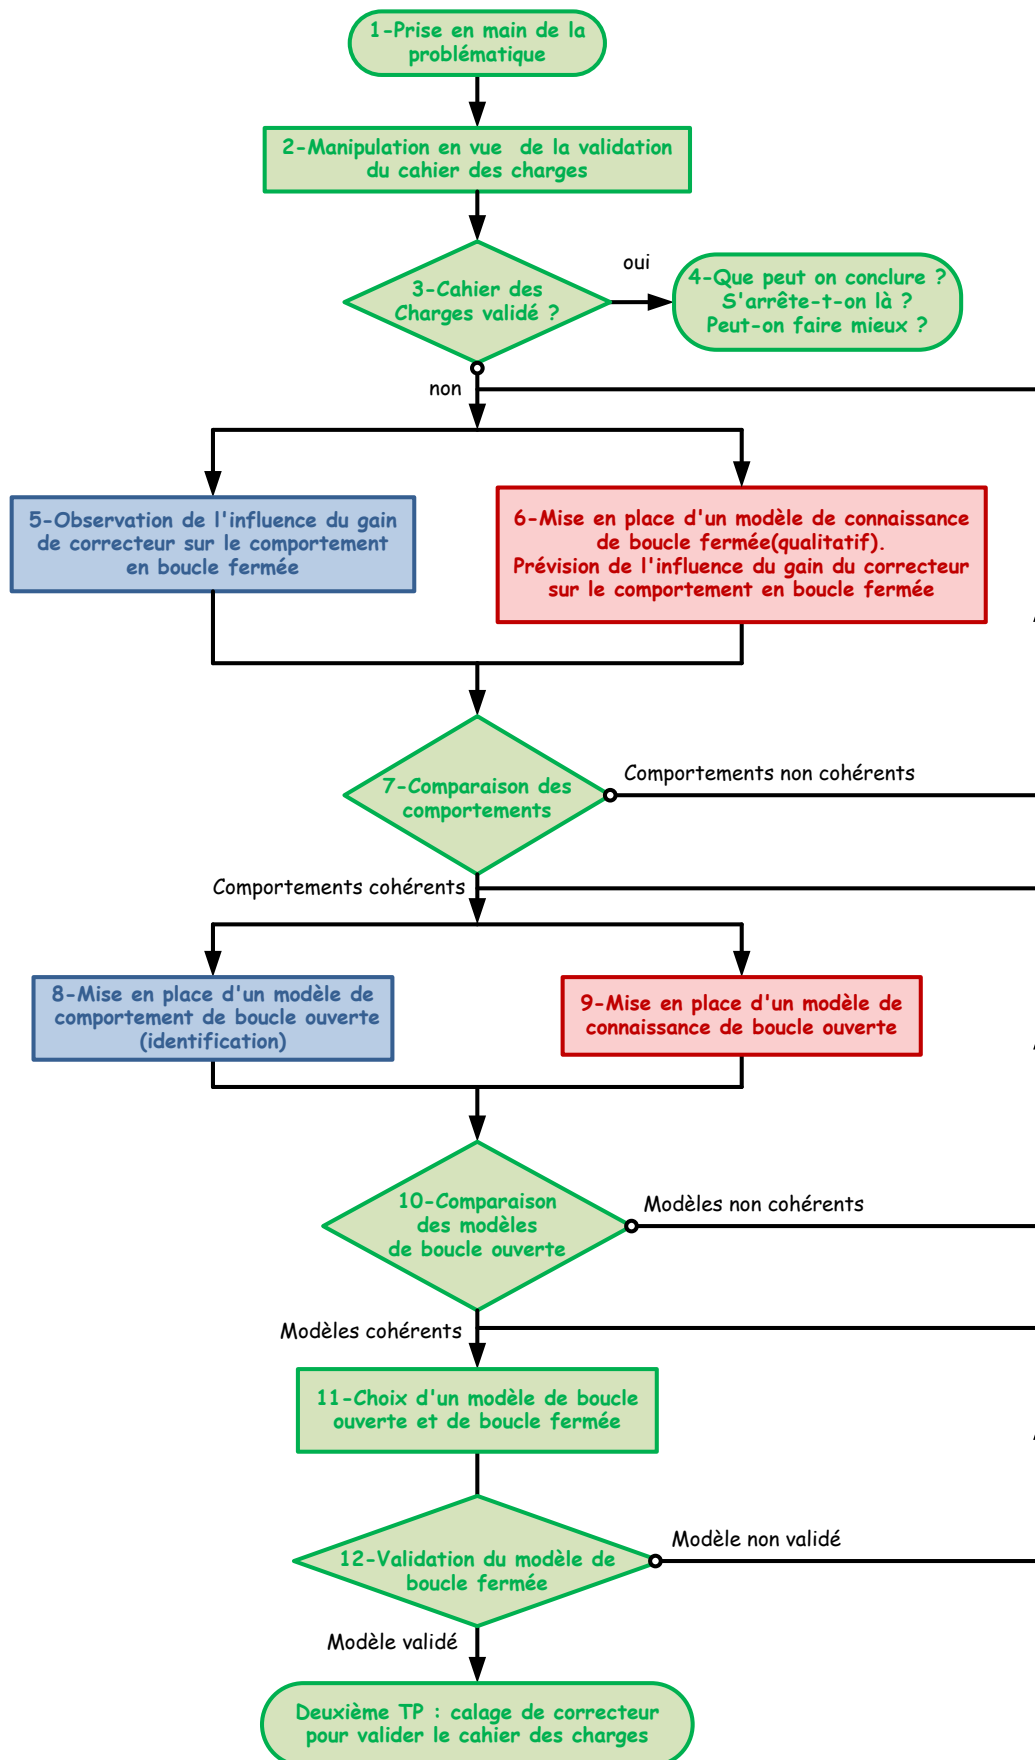 1-Prise en main de la
problématique
2-Manipulation en vue de la validation
du cahier des charges
3-Cahier des
Charges validé ?
oui
4-Que peut on conclure ?
S'arrête-t-on là ?
Peut-on faire mieux ?
non
5-Observation de l'influence du gain
de correcteur sur le comportement
en boucle fermée
6-Mise en place d'un modèle de connaissance
de boucle fermée(qualitatif).
Prévision de l'influence du gain du correcteur
sur le comportement en boucle fermée
7-Comparaison des
comportements
Comportements non cohérents
Comportements cohérents
8-Mise en place d'un modèle de
comportement de boucle ouverte
(identification)
9-Mise en place d'un modèle de
connaissance de boucle ouverte
10-Comparaison
des modèles
de boucle ouverte
Modèles non cohérents
Modèles cohérents
11-Choix d'un modèle de boucle
ouverte et de boucle fermée
12-Validation du modèle de
boucle fermée
Modèle non validé
Modèle validé
Deuxième TP : calage de correcteur
pour valider le cahier des charges